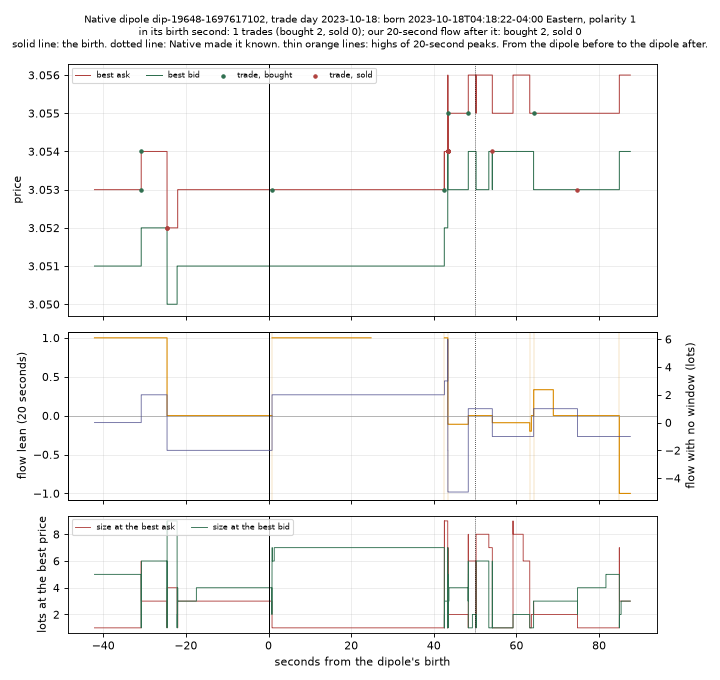 Native dipole dip-19648-1697617102, trade day 2023-10-18: born 2023-10-18T04:18:22-04:00 Eastern, polarity 1
in its birth second: 1 trades (bought 2, sold 0); our 20-second flow after it: bought 2, sold 0
solid line: the birth. dotted line: Native made it known. thin orange lines: highs of 20-second peaks. From the dipole before to the dipole after.
best ask
best bid
trade, bought
trade, sold
3.056
3.055
3.054
3.053
3.052
3.051
3.050
price
1.0
0.5
0.0
−0.5
−1.0
flow lean (20 seconds)
6
4
2
0
−2
−4
flow with no window (lots)
size at the best ask
size at the best bid
8
6
4
2
lots at the best price
−40
−20
0
20
40
60
80
seconds from the dipole's birth